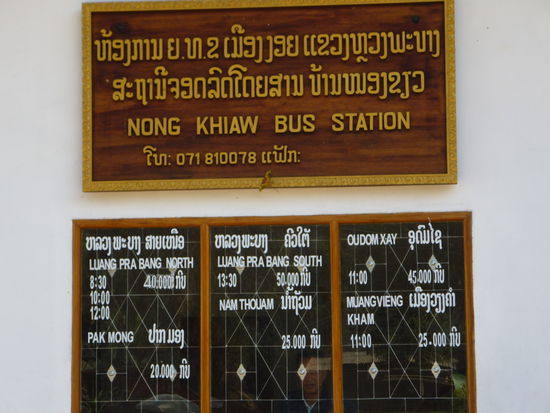 ຫ້ອງການ ຍ.ທ.ຂ ເມືອງງອຍ ແຂວງຫຼວງພະບາງ
ສະຖານີຈອດລົດໂດຍສານ ບ້ານໜອງຂຽວ
NONG KHIAW BUS STATION
ໂທ: 071 810078 ແຟັກ:
ຫລວງພະບາງ ສາຍເໜືອ
LUANG PRA BANG NORTH
8:30 40.000 ກີບ
10:00
12:00
PAK MONG ປາກ ມອງ
20.000 ກີບ
ຫລວງພະບາງ ຄິວໃຕ້
LUANG PRA BANG SOUTH
13:30 50.000 ກີບ
NAM THOUAM ນ້ຳຖ້ວມ
25.000 ກີບ
OUDOM XAY ອຸດົມໄຊ
11:00 45.000 ກີບ
MUANG VIENG ເມືອງວຽງຄຳ
KHAM
11:00 25.000 ກີບ